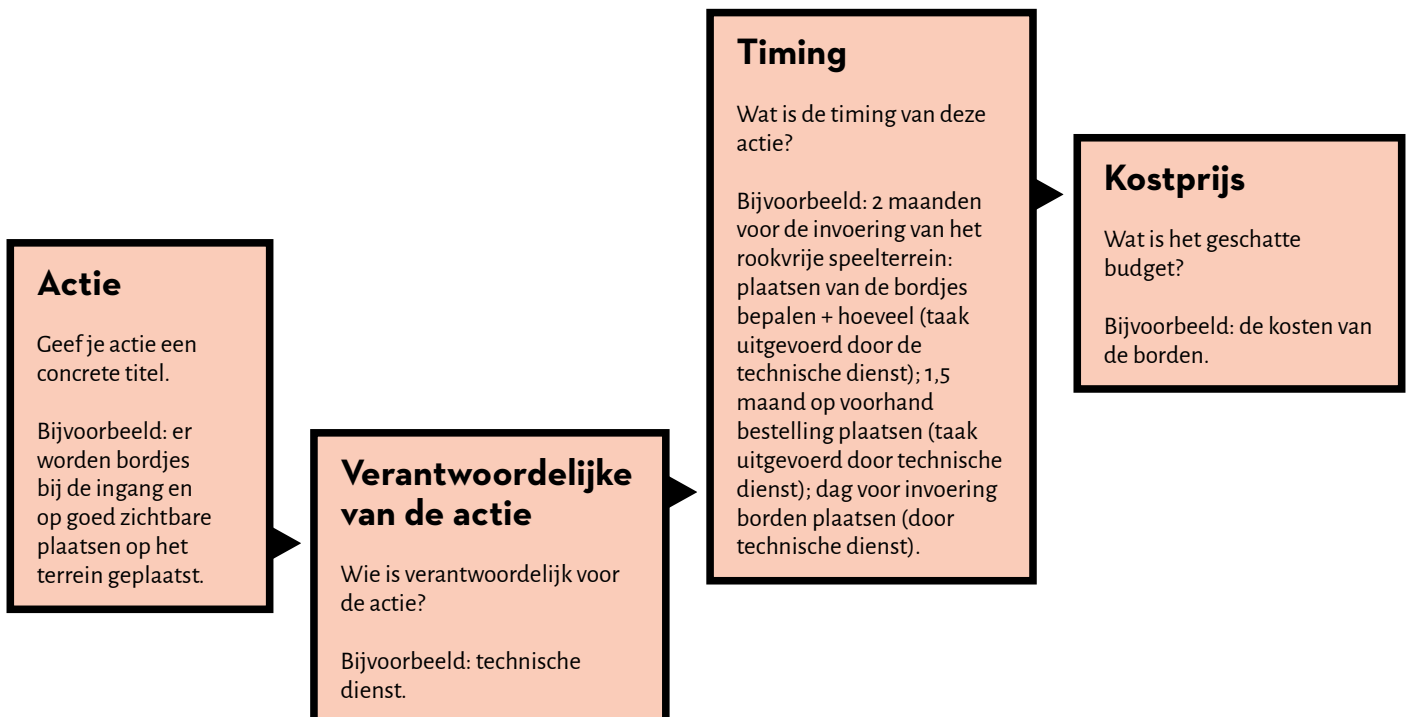 Actie
Geef je actie een
concrete titel.
Bijvoorbeeld: er
worden bordjes
bij de ingang en
op goed zichtbare
plaatsen op het
terrein geplaatst.
Verantwoordelijke
van de actie
Wie is verantwoordelijk voor
de actie?
Bijvoorbeeld: technische
dienst.
Timing
Wat is de timing van deze
actie?
Bijvoorbeeld: 2 maanden
voor de invoering van het
rookvrije speelterrein:
plaatsen van de bordjes
bepalen + hoeveel (taak
uitgevoerd door de
technische dienst); 1,5
maand op voorhand
bestelling plaatsen (taak
uitgevoerd door technische
dienst); dag voor invoering
borden plaatsen (door
technische dienst).
Kostprijs
Wat is het geschatte
budget?
Bijvoorbeeld: de kosten van
de borden.